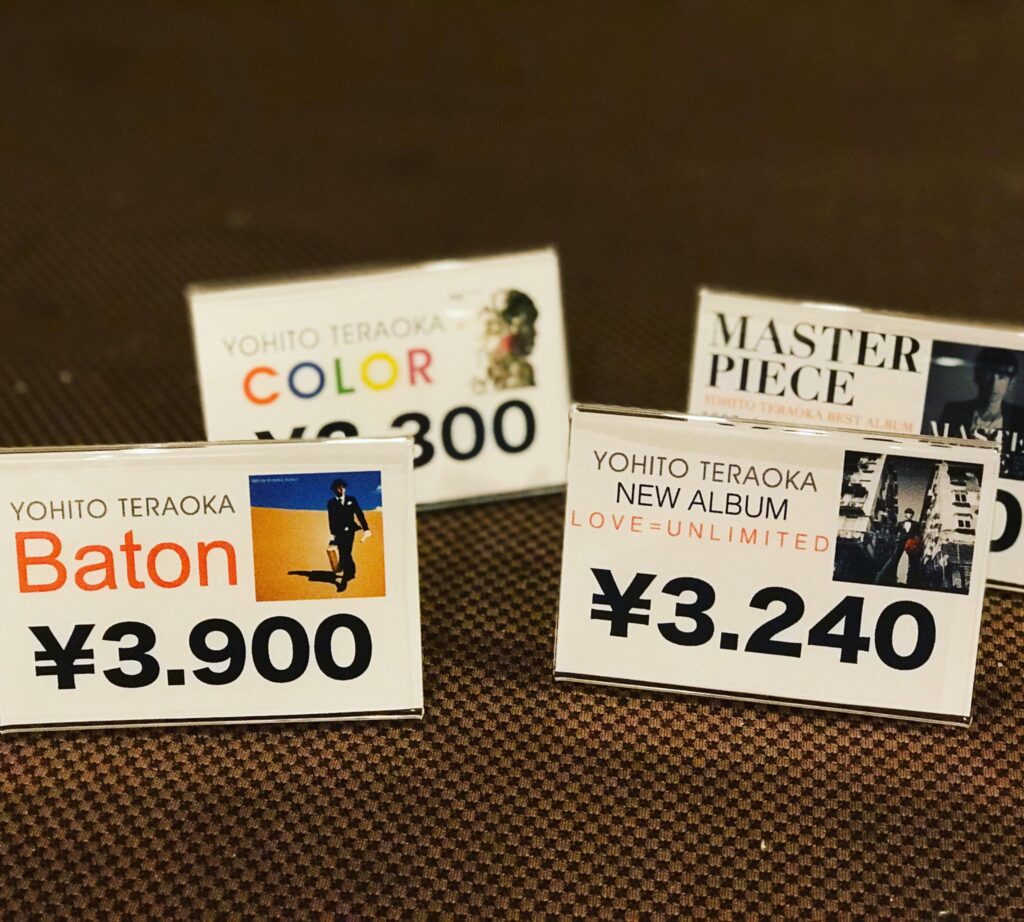 YOHITO TERAOKA
COLOR
¥3.300
MASTER
PIECE
YOHITO TERAOKA BEST ALBUM
YOHITO TERAOKA
Baton
¥3.900
YOHITO TERAOKA
NEW ALBUM
LOVE=UNLIMITED
¥3.240